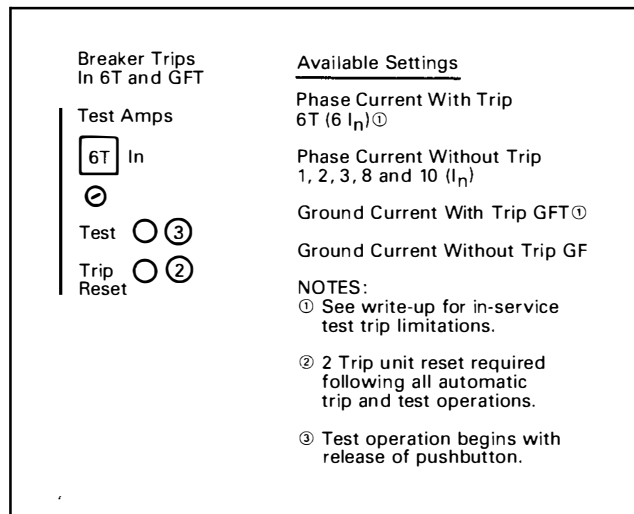 Breaker Trips
In 6T and GFT
Test Amps
6T In
Test ③
Trip ②
Reset
Available Settings
Phase Current With Trip
6T (6 In)①
Phase Current Without Trip
1, 2, 3, 8 and 10 (In)
Ground Current With Trip GFT①
Ground Current Without Trip GF
NOTES:
① See write-up for in-service
test trip limitations.
② 2 Trip unit reset required
following all automatic
trip and test operations.
③ Test operation begins with
release of pushbutton.